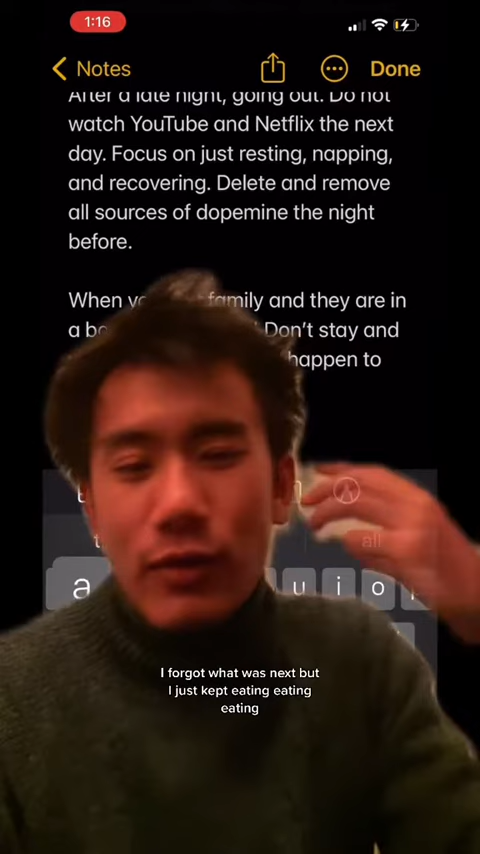 1:16
Notes
Done
After a late night, going out. Do not
watch YouTube and Netflix the next
day. Focus on just resting, napping,
and recovering. Delete and remove
all sources of dopemine the night
before.
When family and they are in
a Don't stay and
happen to
all
a u i o
I forgot what was next but
I just kept eating eating
eating